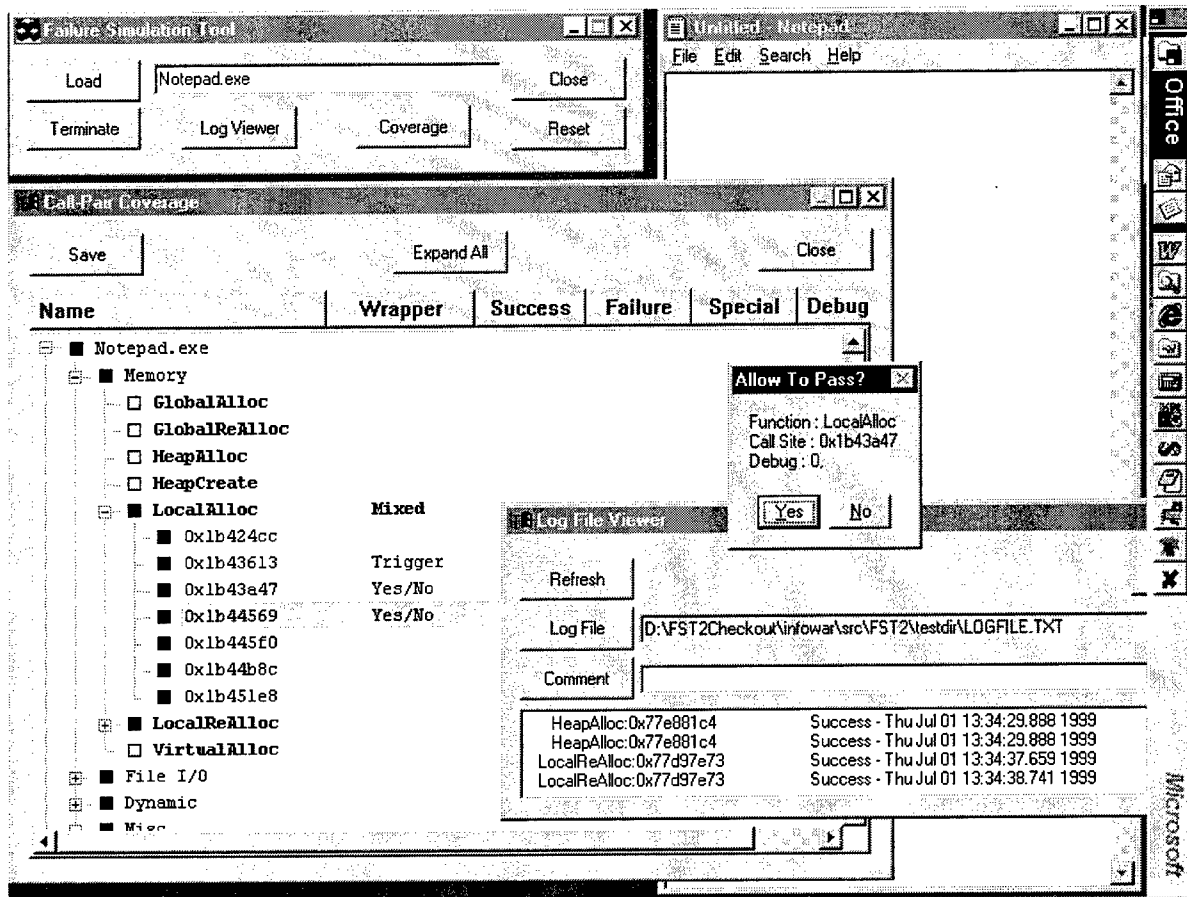 Failure Simulation Tool
Load Notepad.exe Close
Terminate Log Viewer Coverage Reset
Untitled - Notepad
File Edit Search Help
Call-Pair Coverage
Save Expand All Close
Name Wrapper Success Failure Special Debug
Notepad.exe
Memory
GlobalAlloc
GlobalReAlloc
HeapAlloc
HeapCreate
LocalAlloc Mixed
0x1b424cc
0x1b43613 Trigger
0x1b43a47 Yes/No
0x1b44569 Yes/No
0x1b445f0
0x1b44b8c
0x1b451e8
LocalReAlloc
VirtualAlloc
File I/O
Dynamic
Misc
Allow To Pass?
Function : LocalAlloc
Call Site : 0x1b43a47
Debug : 0,
Yes No
Log File Viewer
Refresh
Log File D:\FST2Checkout\infowar\src\FST2\testdir\LOGFILE.TXT
Comment
HeapAlloc:0x77e881c4 Success - Thu Jul 01 13:34:29.888 1999
HeapAlloc:0x77e881c4 Success - Thu Jul 01 13:34:29.888 1999
LocalReAlloc:0x77d97e73 Success - Thu Jul 01 13:34:37.659 1999
LocalReAlloc:0x77d97e73 Success - Thu Jul 01 13:34:38.741 1999
Office
Microsoft